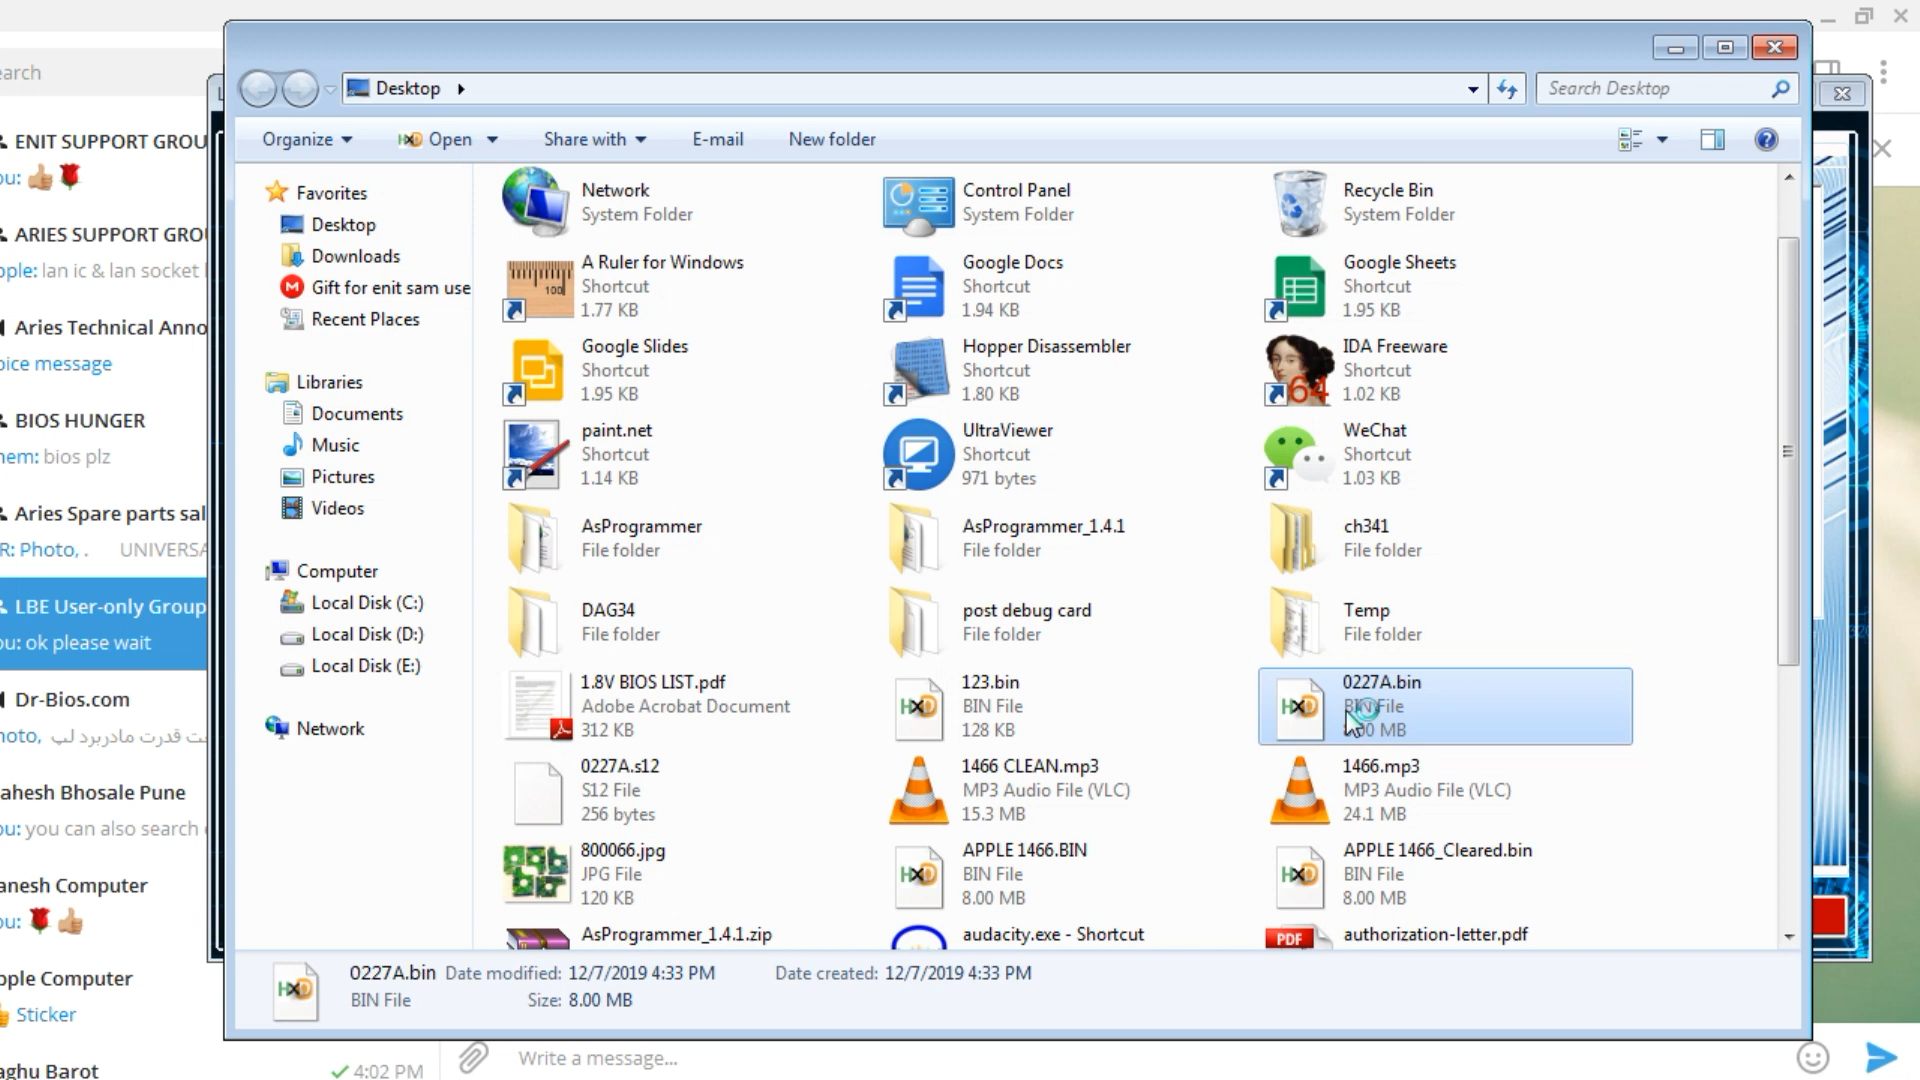 earch
ENIT SUPPORT GROU
ou: 👍🌹
ARIES SUPPORT GRO
ople: lan ic & lan socket
Aries Technical Anno
oice message
BIOS HUNGER
hem: bios plz
Aries Spare parts sal
R: Photo, . UNIVERSA
LBE User-only Group
ou: ok please wait
Dr-Bios.com
hoto, ت قدرت مادربرد لپ
ahesh Bhosale Pune
ou: you can also search
anesh Computer
ou: 🌹👍
pple Computer
Sticker
aghu Barot
4:02 PM
Desktop
Search Desktop
Organize
Open
Share with
E-mail
New folder
Favorites
Desktop
Downloads
Gift for enit sam use
Recent Places
Libraries
Documents
Music
Pictures
Videos
Computer
Local Disk (C:)
Local Disk (D:)
Local Disk (E:)
Network
Network
System Folder
Control Panel
System Folder
Recycle Bin
System Folder
A Ruler for Windows
Shortcut
1.77 KB
Google Docs
Shortcut
1.94 KB
Google Sheets
Shortcut
1.95 KB
Google Slides
Shortcut
1.95 KB
Hopper Disassembler
Shortcut
1.80 KB
IDA Freeware
Shortcut
1.02 KB
paint.net
Shortcut
1.14 KB
UltraViewer
Shortcut
971 bytes
WeChat
Shortcut
1.03 KB
AsProgrammer
File folder
AsProgrammer_1.4.1
File folder
ch341
File folder
DAG34
File folder
post debug card
File folder
Temp
File folder
1.8V BIOS LIST.pdf
Adobe Acrobat Document
312 KB
123.bin
BIN File
128 KB
0227A.bin
BIN File
MB
0227A.s12
S12 File
256 bytes
1466 CLEAN.mp3
MP3 Audio File (VLC)
15.3 MB
1466.mp3
MP3 Audio File (VLC)
24.1 MB
800066.jpg
JPG File
120 KB
APPLE 1466.BIN
BIN File
8.00 MB
APPLE 1466_Cleared.bin
BIN File
8.00 MB
AsProgrammer_1.4.1.zip
audacity.exe - Shortcut
authorization-letter.pdf
PDF
0227A.bin Date modified: 12/7/2019 4:33 PM Date created: 12/7/2019 4:33 PM
BIN File Size: 8.00 MB
Write a message...